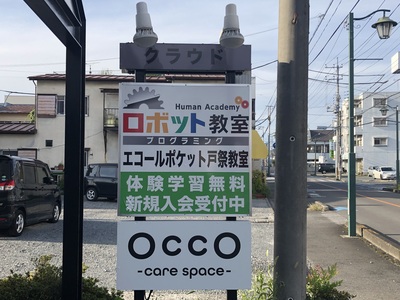 クラウド
Human Academy
ロボット教室
プログラミング
エコールポケット戸祭教室
体験学習無料
新規入会受付中
OCCO
-care space-